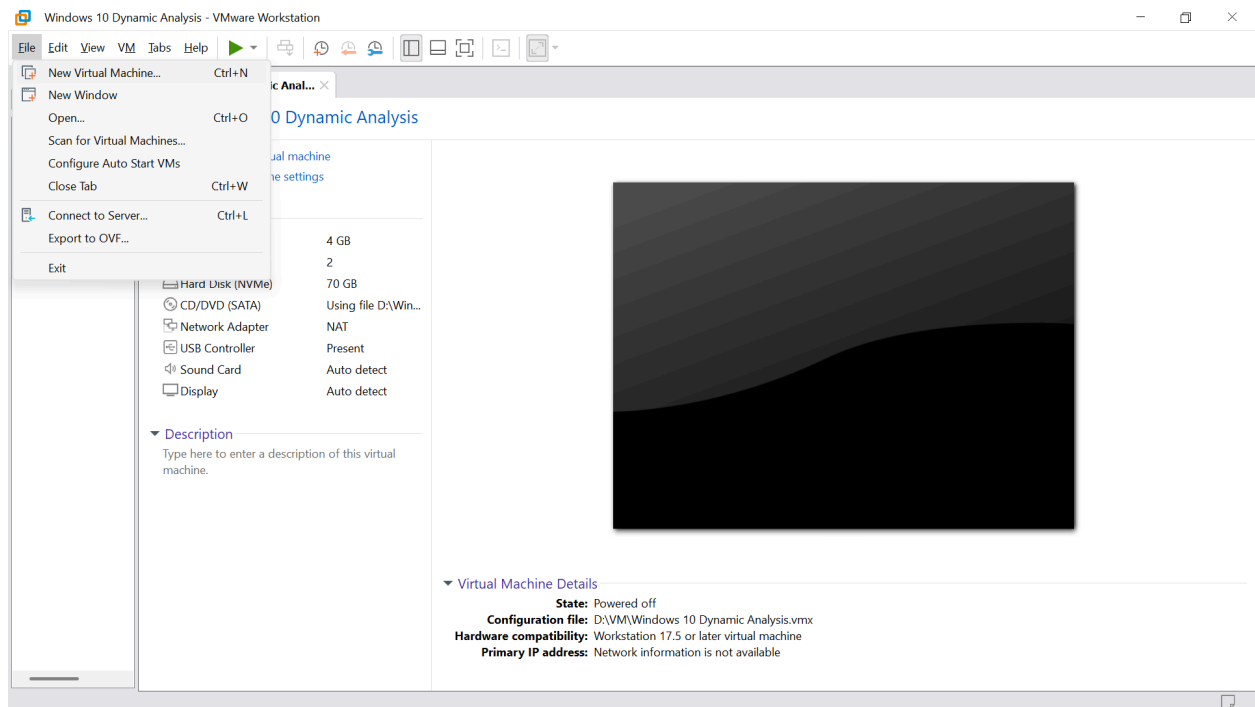 Windows 10 Dynamic Analysis - VMware Workstation
File Edit View VM Tabs Help
New Virtual Machine... Ctrl+N
New Window
Open... Ctrl+O
Scan for Virtual Machines...
Configure Auto Start VMs
Close Tab Ctrl+W
Connect to Server... Ctrl+L
Export to OVF...
Exit
ic Anal...
0 Dynamic Analysis
ual machine
ne settings
4 GB
2
Hard Disk (NVMe) 70 GB
CD/DVD (SATA) Using file D:\Win...
Network Adapter NAT
USB Controller Present
Sound Card Auto detect
Display Auto detect
Description
Type here to enter a description of this virtual
machine.
Virtual Machine Details
State: Powered off
Configuration file: D:\VM\Windows 10 Dynamic Analysis.vmx
Hardware compatibility: Workstation 17.5 or later virtual machine
Primary IP address: Network information is not available